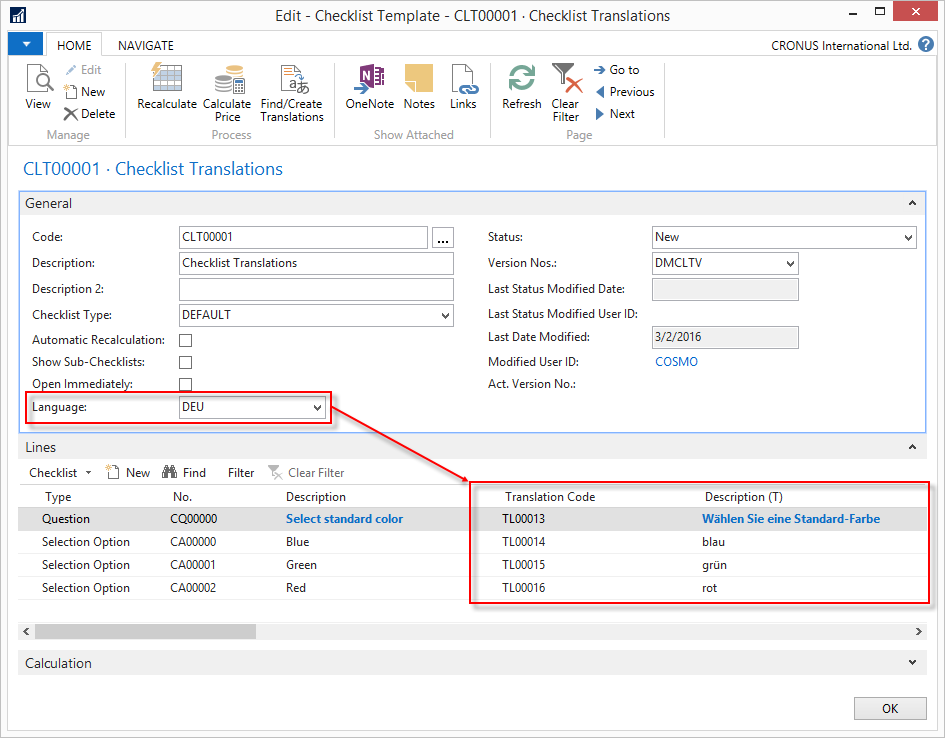 Edit - Checklist Template - CLT00001 · Checklist Translations
HOME NAVIGATE CRONUS International Ltd. ?
View Edit New Delete
Manage
Recalculate Calculate Price Find/Create Translations
Process
OneNote Notes Links
Show Attached
Refresh Clear Filter Go to Previous Next
Page
CLT00001 · Checklist Translations
General
Code: CLT00001 ...
Description: Checklist Translations
Description 2:
Checklist Type: DEFAULT
Automatic Recalculation:
Show Sub-Checklists:
Open Immediately:
Language: DEU
Status: New
Version Nos.: DMCLTV
Last Status Modified Date:
Last Status Modified User ID:
Last Date Modified: 3/2/2016
Modified User ID: COSMO
Act. Version No.:
Lines
Checklist New Find Filter Clear Filter
Type No. Description Translation Code Description (T)
Question CQ00000 Select standard color TL00013 Wählen Sie eine Standard-Farbe
Selection Option CA00000 Blue TL00014 blau
Selection Option CA00001 Green TL00015 grün
Selection Option CA00002 Red TL00016 rot
Calculation
OK